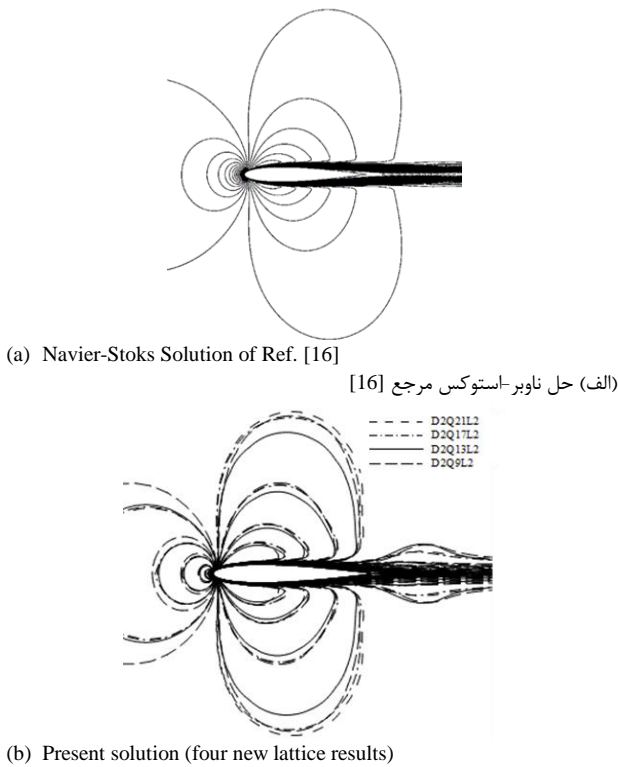 (a) Navier-Stoks Solution of Ref. [16]
(الف) حل ناویر-استوکس مرجع [16]
D2Q21L2
D2Q17L2
D2Q13L2
D2Q9L2
(b) Present solution (four new lattice results)